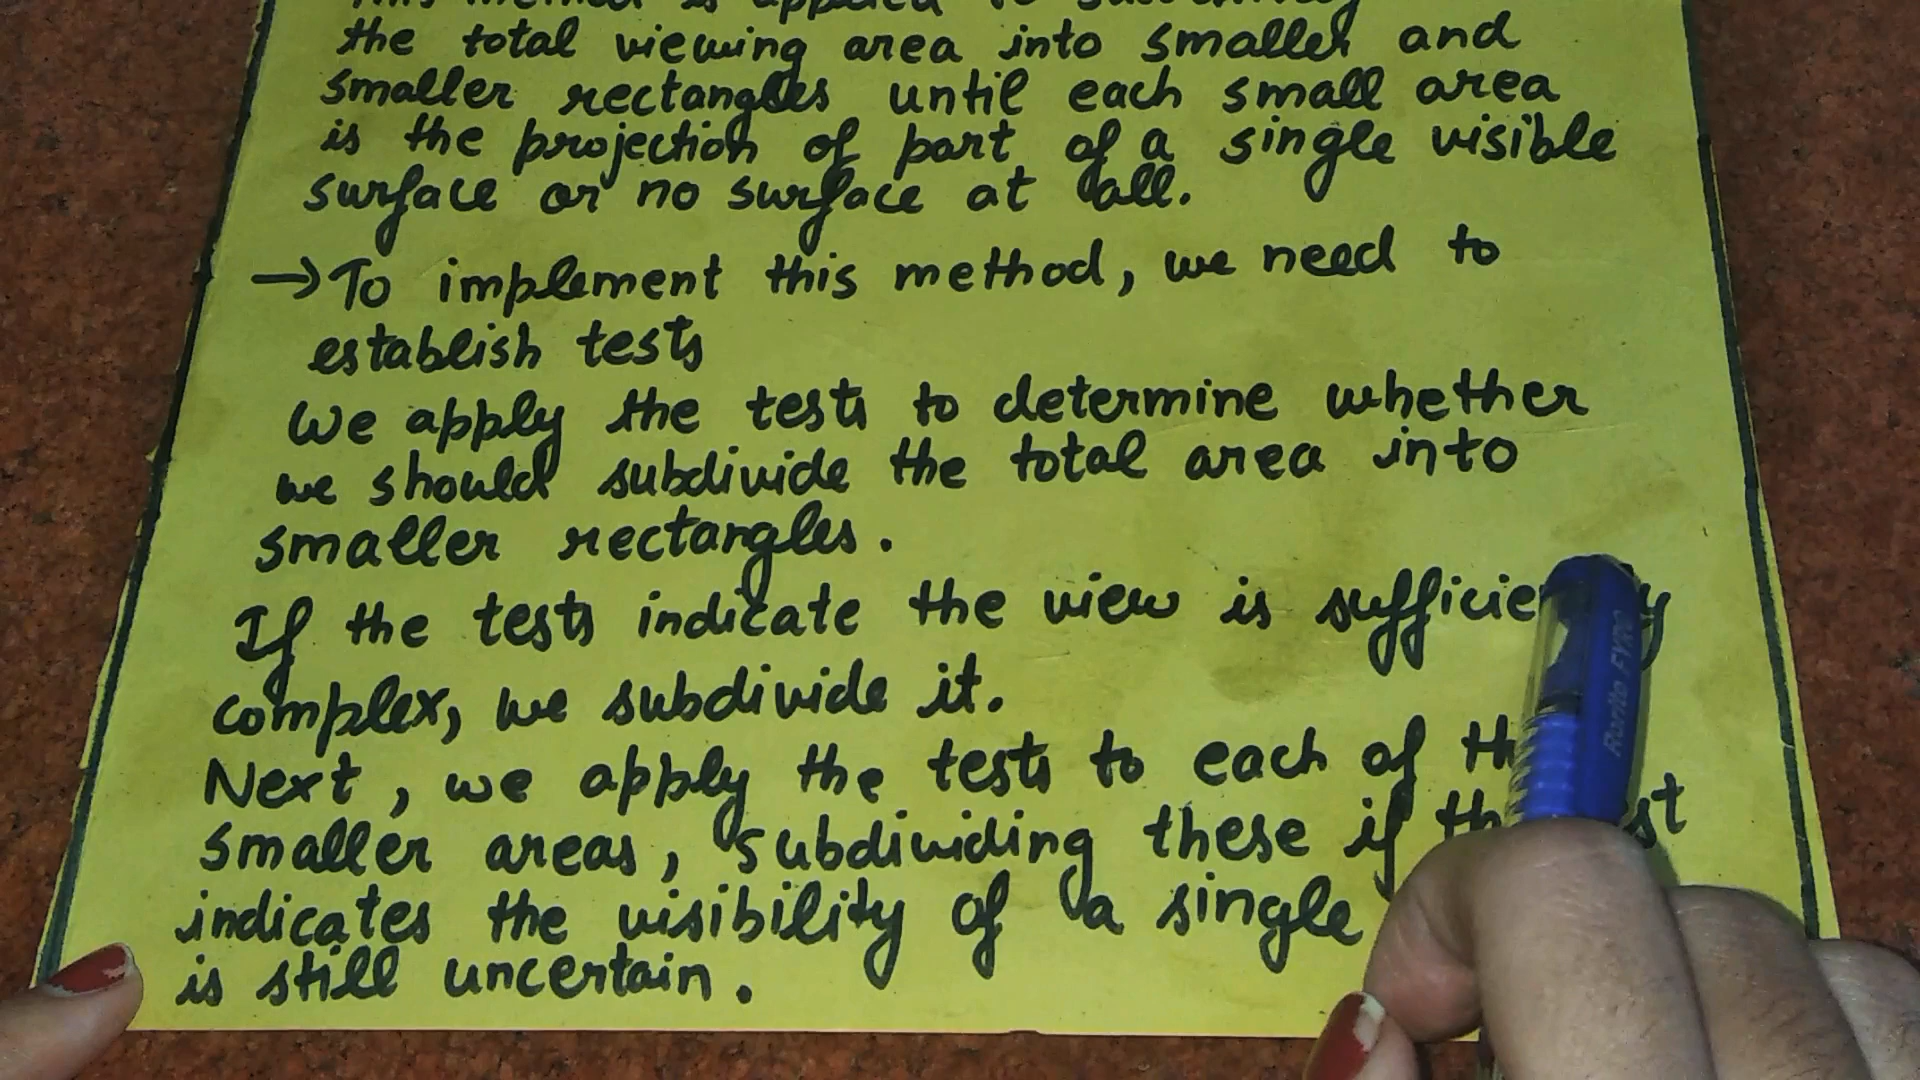 the total viewing area into smaller and
smaller rectangles until each small area
is the projection of part of a single visible
surface or no surface at all.
→To implement this method, we need to
establish tests
We apply the tests to determine whether
we should subdivide the total area into
smaller rectangles.
If the tests indicate the view is
complex, we subdivide it.
Next, we apply the tests to each of
smaller areas, subdividing these if
indicates the visibility of a single
is still uncertain.
Rorito FYRO